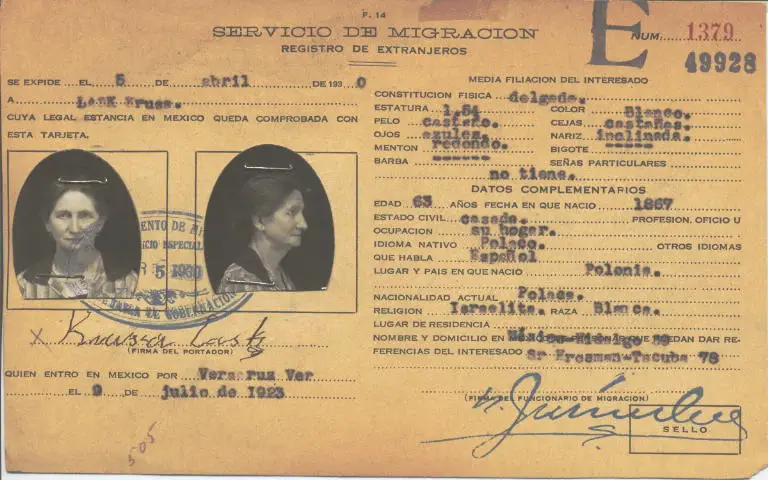 F. 14
SERVICIO DE MIGRACION
REGISTRO DE EXTRANJEROS
E NUM. 1379
49928
SE EXPIDE EL 5 DE abril DE 1930
A LASK Kruss.
CUYA LEGAL ESTANCIA EN MEXICO QUEDA COMPROBADA CON
ESTA TARJETA.
(FIRMA DEL PORTADOR)
QUIEN ENTRO EN MEXICO POR Veracruz Ver
EL 9 DE julio de 1923
505
MEDIA FILIACION DEL INTERESADO
CONSTITUCION FISICA delgada.
ESTATURA 1,54 COLOR Blanco.
PELO castaño. CEJAS castañas.
OJOS azules. NARIZ inclinada.
MENTON redondo. BIGOTE ------
BARBA ------ SEÑAS PARTICULARES
no tiene.
DATOS COMPLEMENTARIOS
EDAD 63 AÑOS FECHA EN QUE NACIO 1867
ESTADO CIVIL casada. PROFESION, OFICIO U
OCUPACION su hogar.
IDIOMA NATIVO Polaco. OTROS IDIOMAS
QUE HABLA Español
LUGAR Y PAIS EN QUE NACIO Polonia.
NACIONALIDAD ACTUAL Polaca.
RELIGION Israelita. RAZA Blanca.
LUGAR DE RESIDENCIA
NOMBRE Y DOMICILIO EN QUE PUEDAN DAR RE-
FERENCIAS DEL INTERESADO Sr Krosman-Tacuba 78
(FIRMA DEL FUNCIONARIO DE MIGRACION)
SELLO